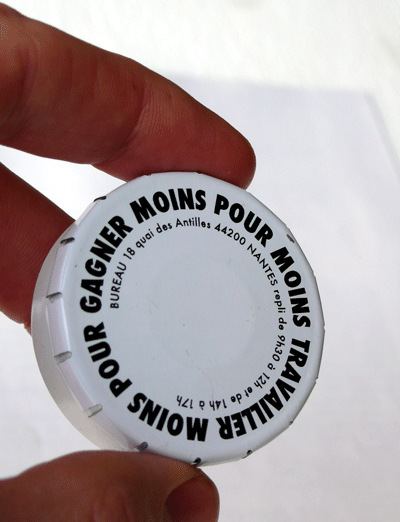 TRAVAILLER MOINS POUR GAGNER MOINS POUR MOINS
BUREAU 18 quai des Antilles 44200 NANTES repli de 9h30 à 12h et de 14h à 17h